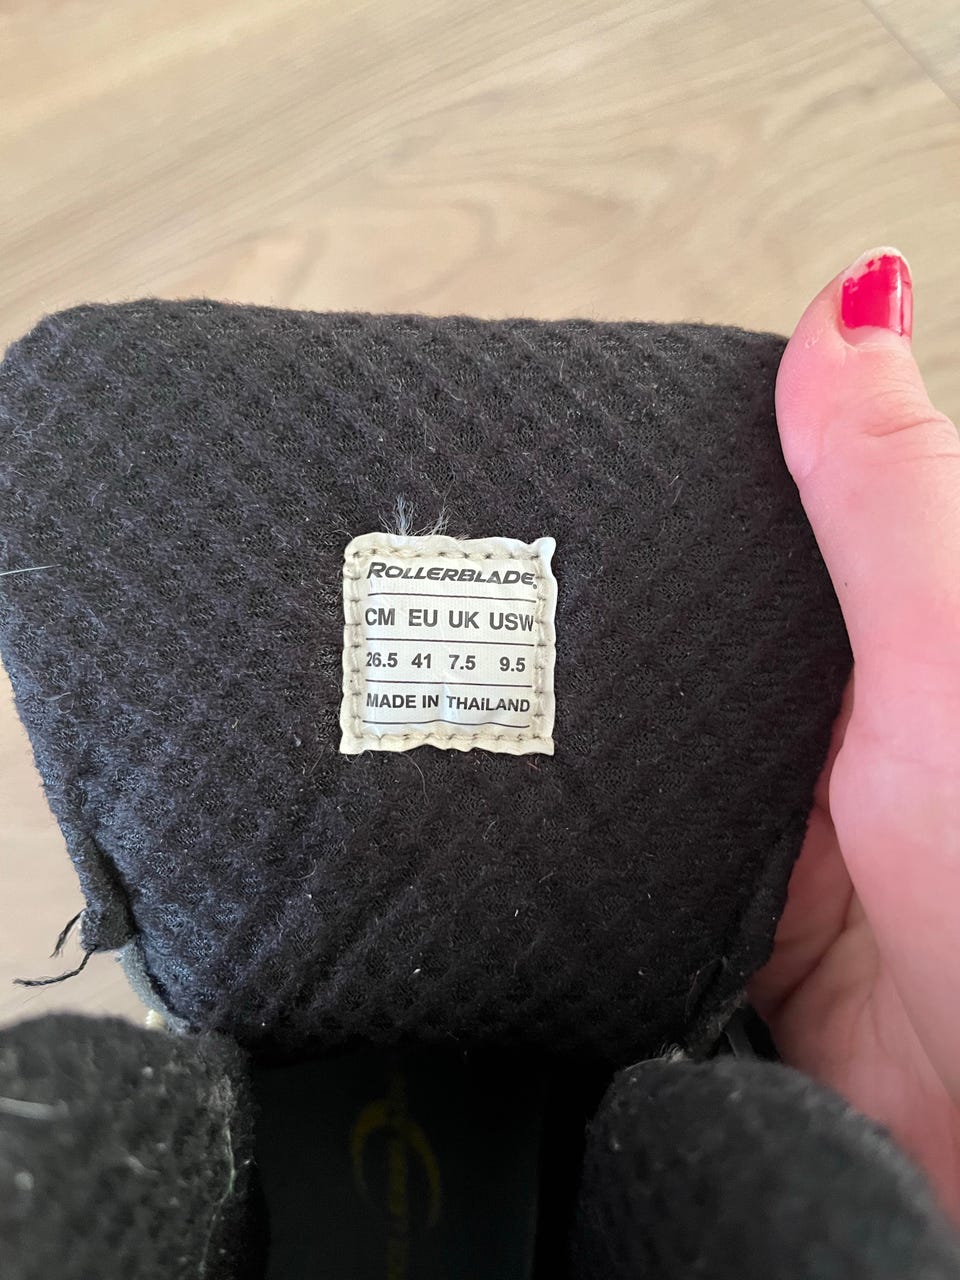 ROLLERBLADE
CM EU UK USW
26.5 41 7.5 9.5
MADE IN THAILAND